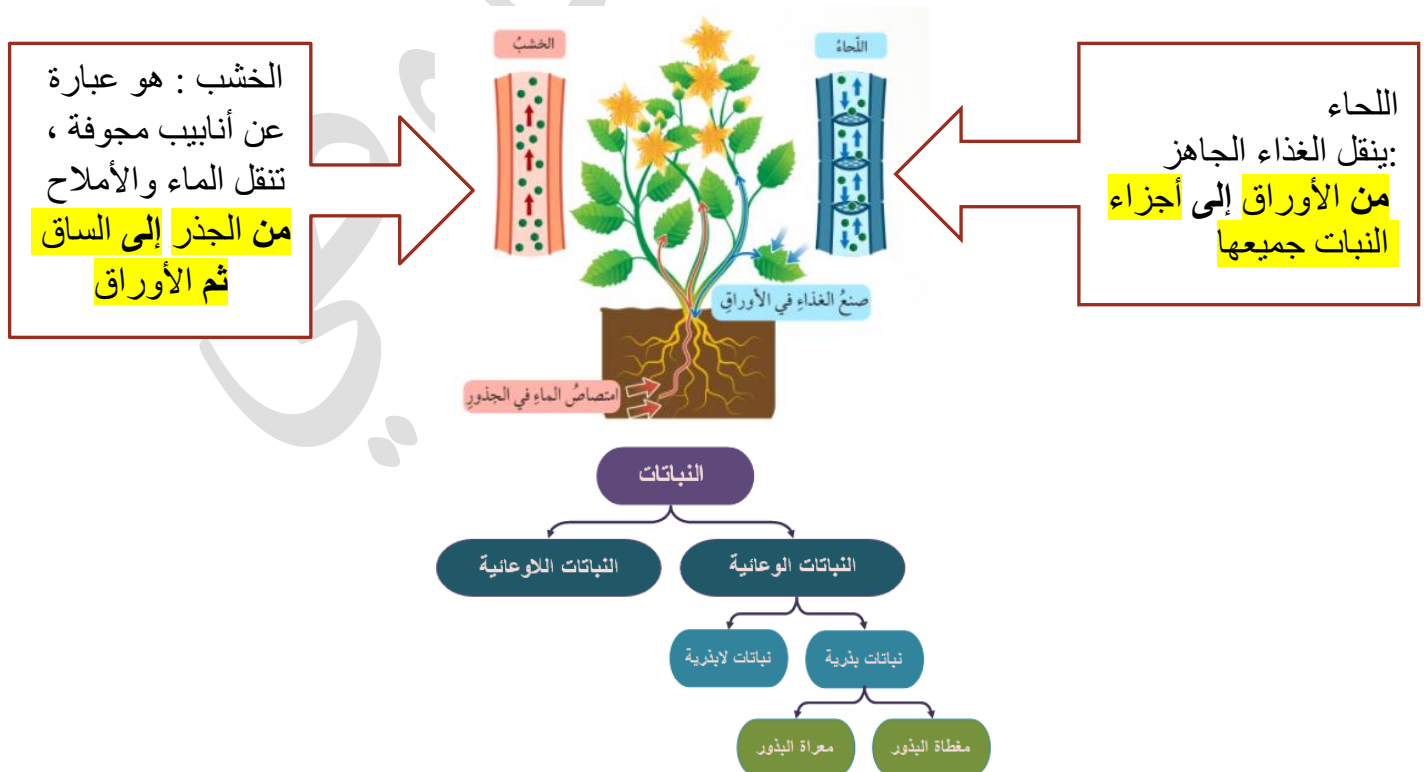 الخشبُ
اللّحاءُ
الخشب : هو عبارة
عن أنابيب مجوفة ،
تنقل الماء والأملاح
من الجذر إلى الساق
ثم الأوراق
اللحاء
:ينقل الغذاء الجاهز
من الأوراق إلى أجزاء
النبات جميعها
صنعُ الغذاءِ في الأوراقِ
امتصاصُ الماءِ في الجذورِ
النباتات
النباتات الوعائية
النباتات اللاوعائية
نباتات بذرية
نباتات لابذرية
مغطاة البذور
معراة البذور